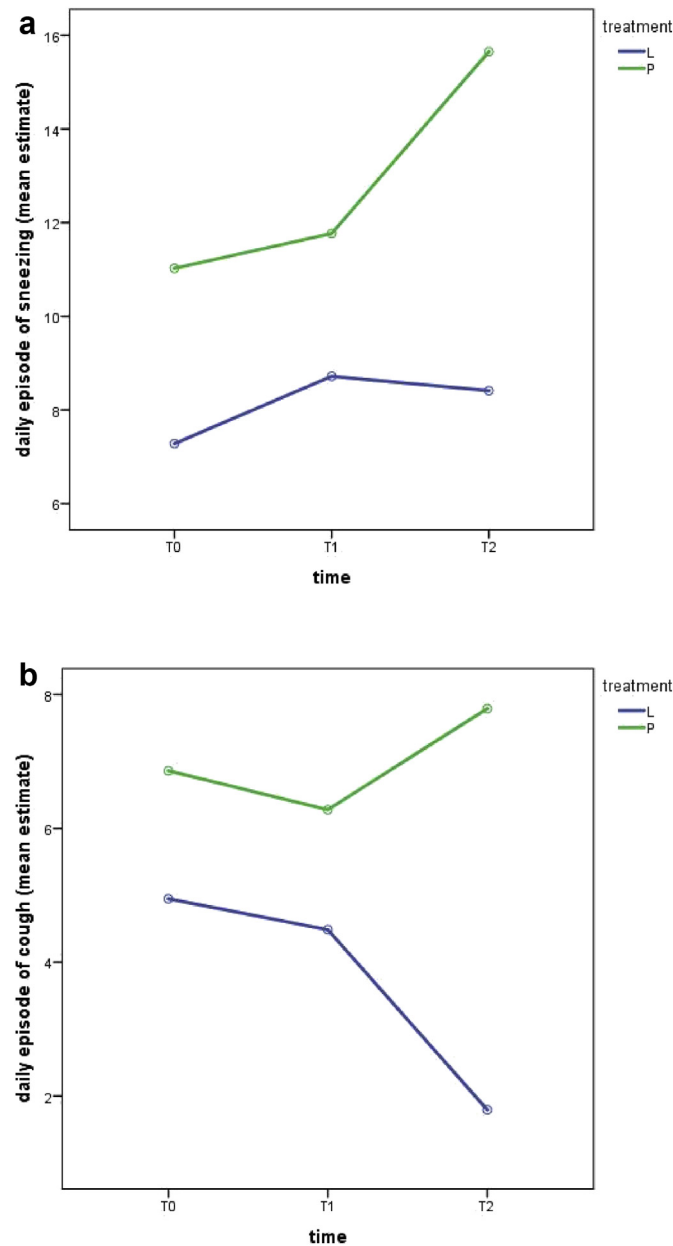 a
treatment
L
P
daily episode of sneezing (mean estimate)
16
14
12
10
8
6
T0 T1 T2
time
b
treatment
L
P
daily episode of cough (mean estimate)
8
6
4
2
T0 T1 T2
time